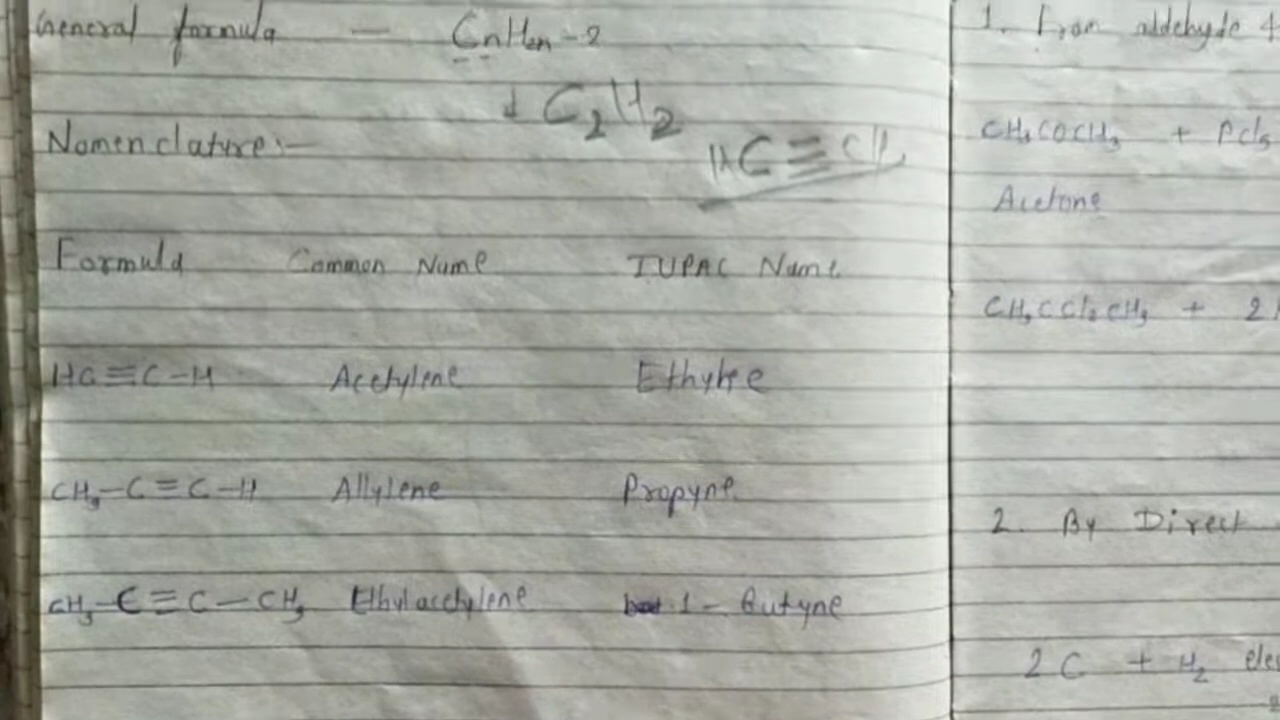 General formula — CnH2n-2
C2H2
Nomenclature:-
HC≡CH
Formula Common Name IUPAC Name
HC≡C-H Acetylene Ethyne
CH3-C≡C-H Allylene Propyne
CH3-C≡C-CH3 Ethylacetylene 1-Butyne
1. From aldehyde
CH3COCH3 + PCl5
Acetone
CH3CCl2CH3 + 2
2. By Direct
2C + H2 ele